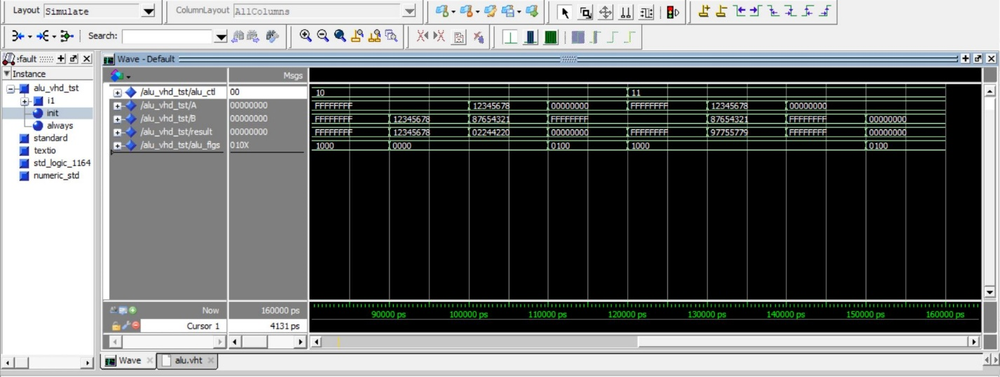 Layout Simulate
ColumnLayout AllColumns
Search:
fault
Instance
alu_vhd_tst
i1
init
always
standard
textio
std_logic_1164
numeric_std
Wave - Default
Msgs
/alu_vhd_tst/alu_ctl 00 10 11
/alu_vhd_tst/A 00000000 FFFFFFFF 12345678 00000000 FFFFFFFF 12345678 00000000
/alu_vhd_tst/B 00000000 FFFFFFFF 12345678 87654321 FFFFFFFF 87654321 FFFFFFFF 00000000
/alu_vhd_tst/result 00000000 FFFFFFFF 12345678 02244220 00000000 FFFFFFFF 97755779 FFFFFFFF 00000000
/alu_vhd_tst/alu_flgs 010X 1000 0000 0100 1000 0100
Now 160000 ps
90000 ps 100000 ps 110000 ps 120000 ps 130000 ps 140000 ps 150000 ps 160000 ps
Cursor 1 4131 ps
Wave alu.vht